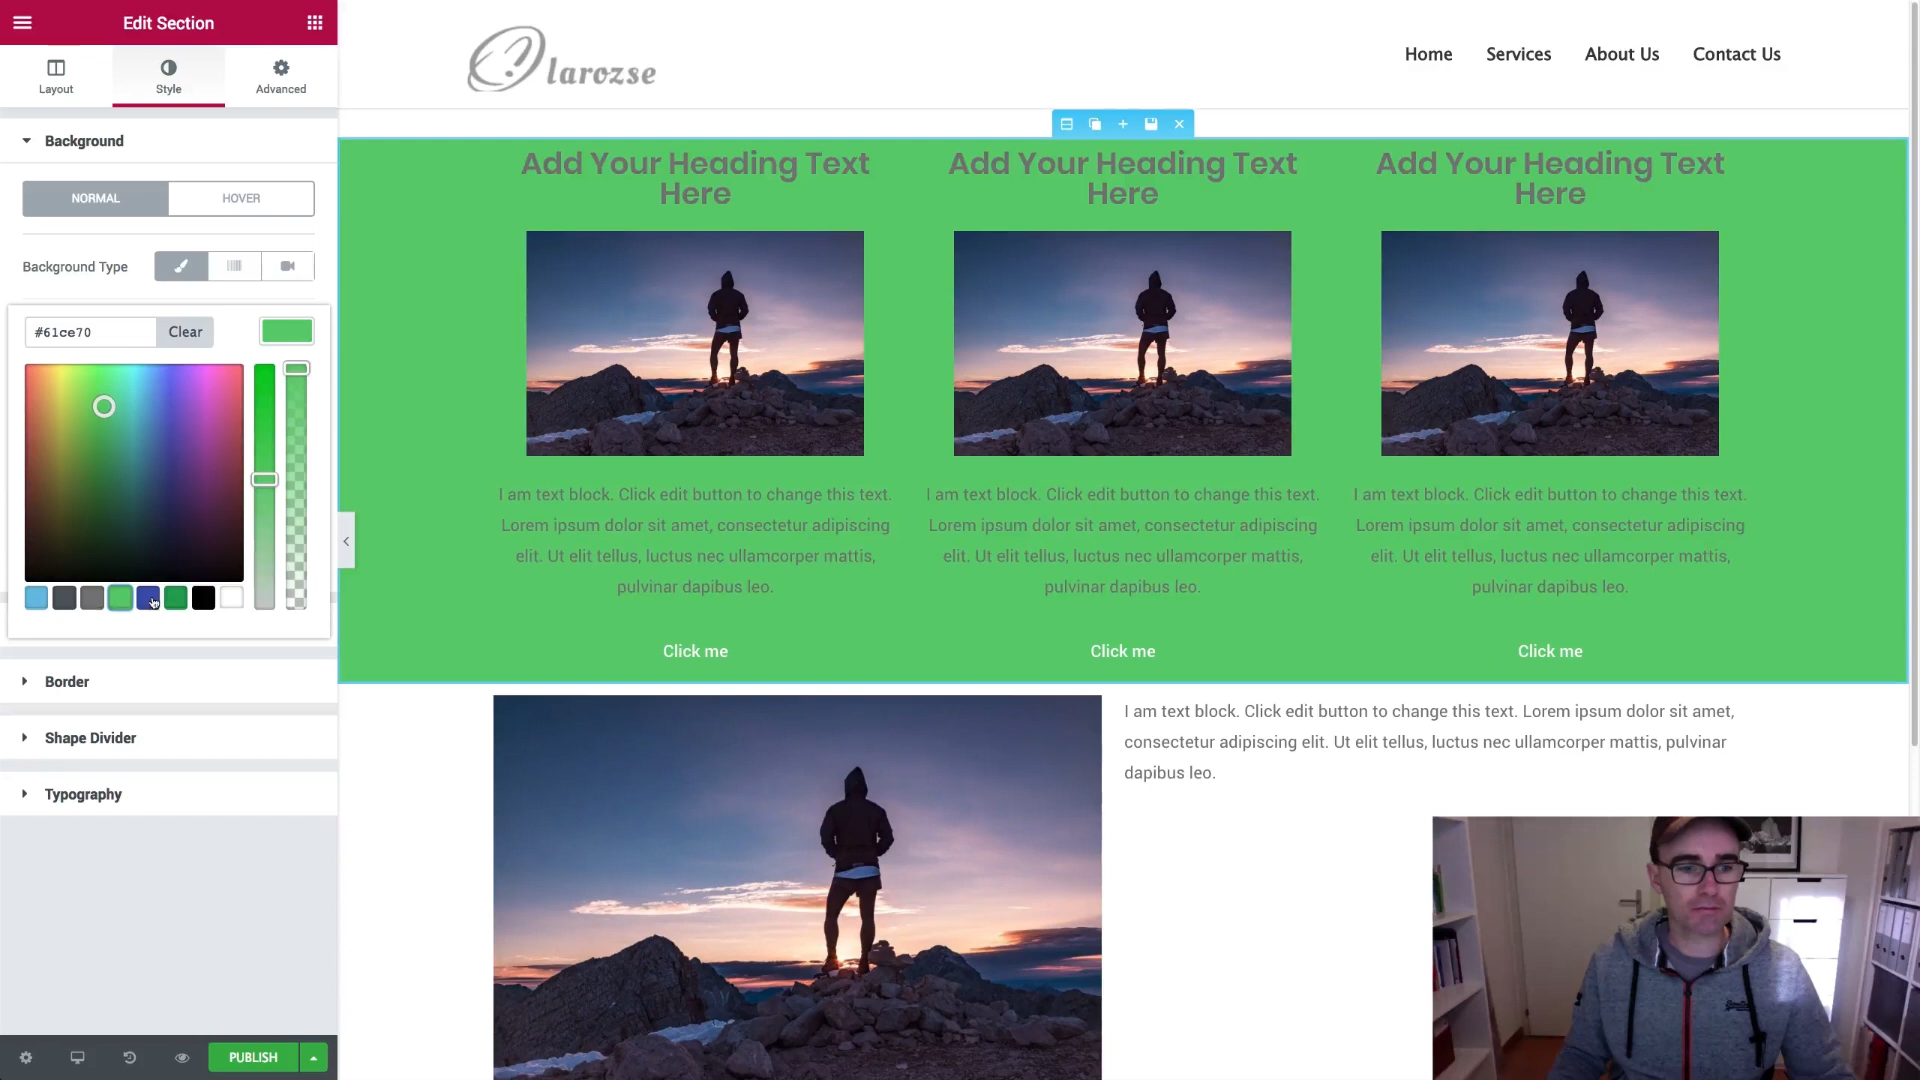 Edit Section
Layout
Style
Advanced
Background
NORMAL
HOVER
Background Type
#61ce70
Clear
Border
Shape Divider
Typography
PUBLISH
larozse
Home
Services
About Us
Contact Us
Add Your Heading Text
Here
Add Your Heading Text
Here
Add Your Heading Text
Here
I am text block. Click edit button to change this text.
Lorem ipsum dolor sit amet, consectetur adipiscing
elit. Ut elit tellus, luctus nec ullamcorper mattis,
pulvinar dapibus leo.
I am text block. Click edit button to change this text.
Lorem ipsum dolor sit amet, consectetur adipiscing
elit. Ut elit tellus, luctus nec ullamcorper mattis,
pulvinar dapibus leo.
I am text block. Click edit button to change this text.
Lorem ipsum dolor sit amet, consectetur adipiscing
elit. Ut elit tellus, luctus nec ullamcorper mattis,
pulvinar dapibus leo.
Click me
Click me
Click me
I am text block. Click edit button to change this text. Lorem ipsum dolor sit amet,
consectetur adipiscing elit. Ut elit tellus, luctus nec ullamcorper mattis, pulvinar
dapibus leo.